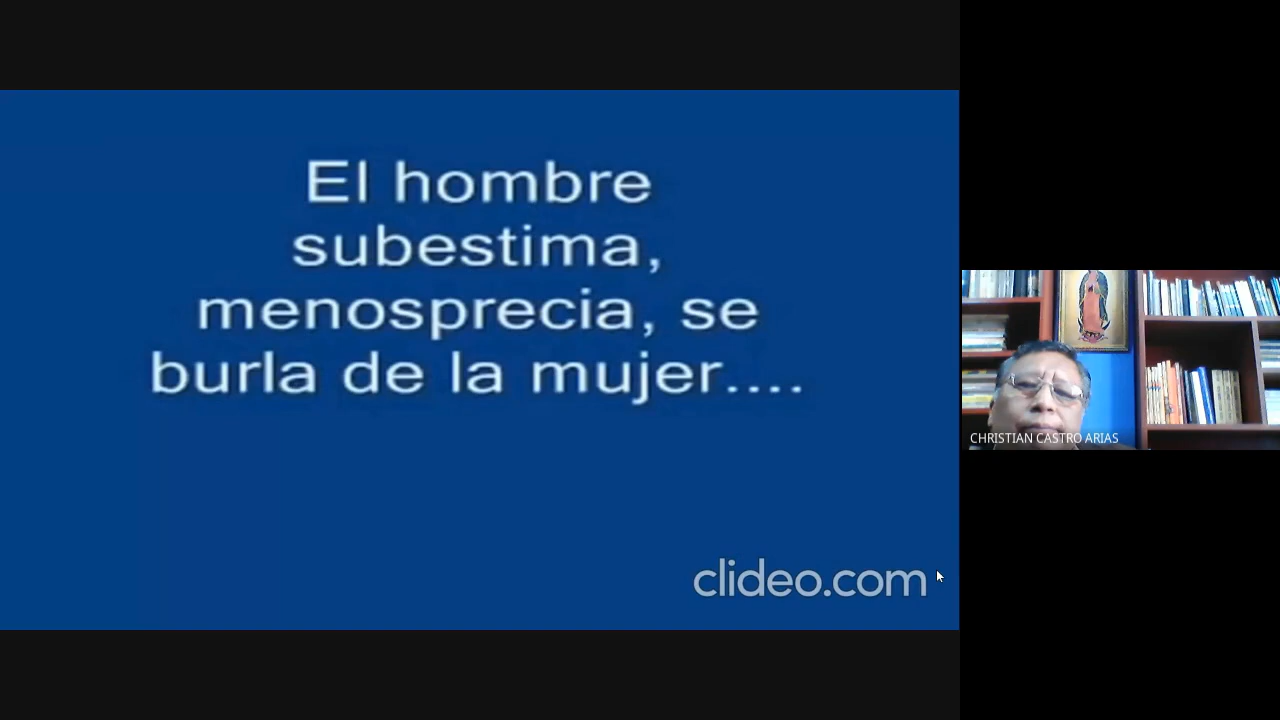 El hombre
subestima,
menosprecia, se
burla de la mujer....
clideo.com
CHRISTIAN CASTRO ARIAS